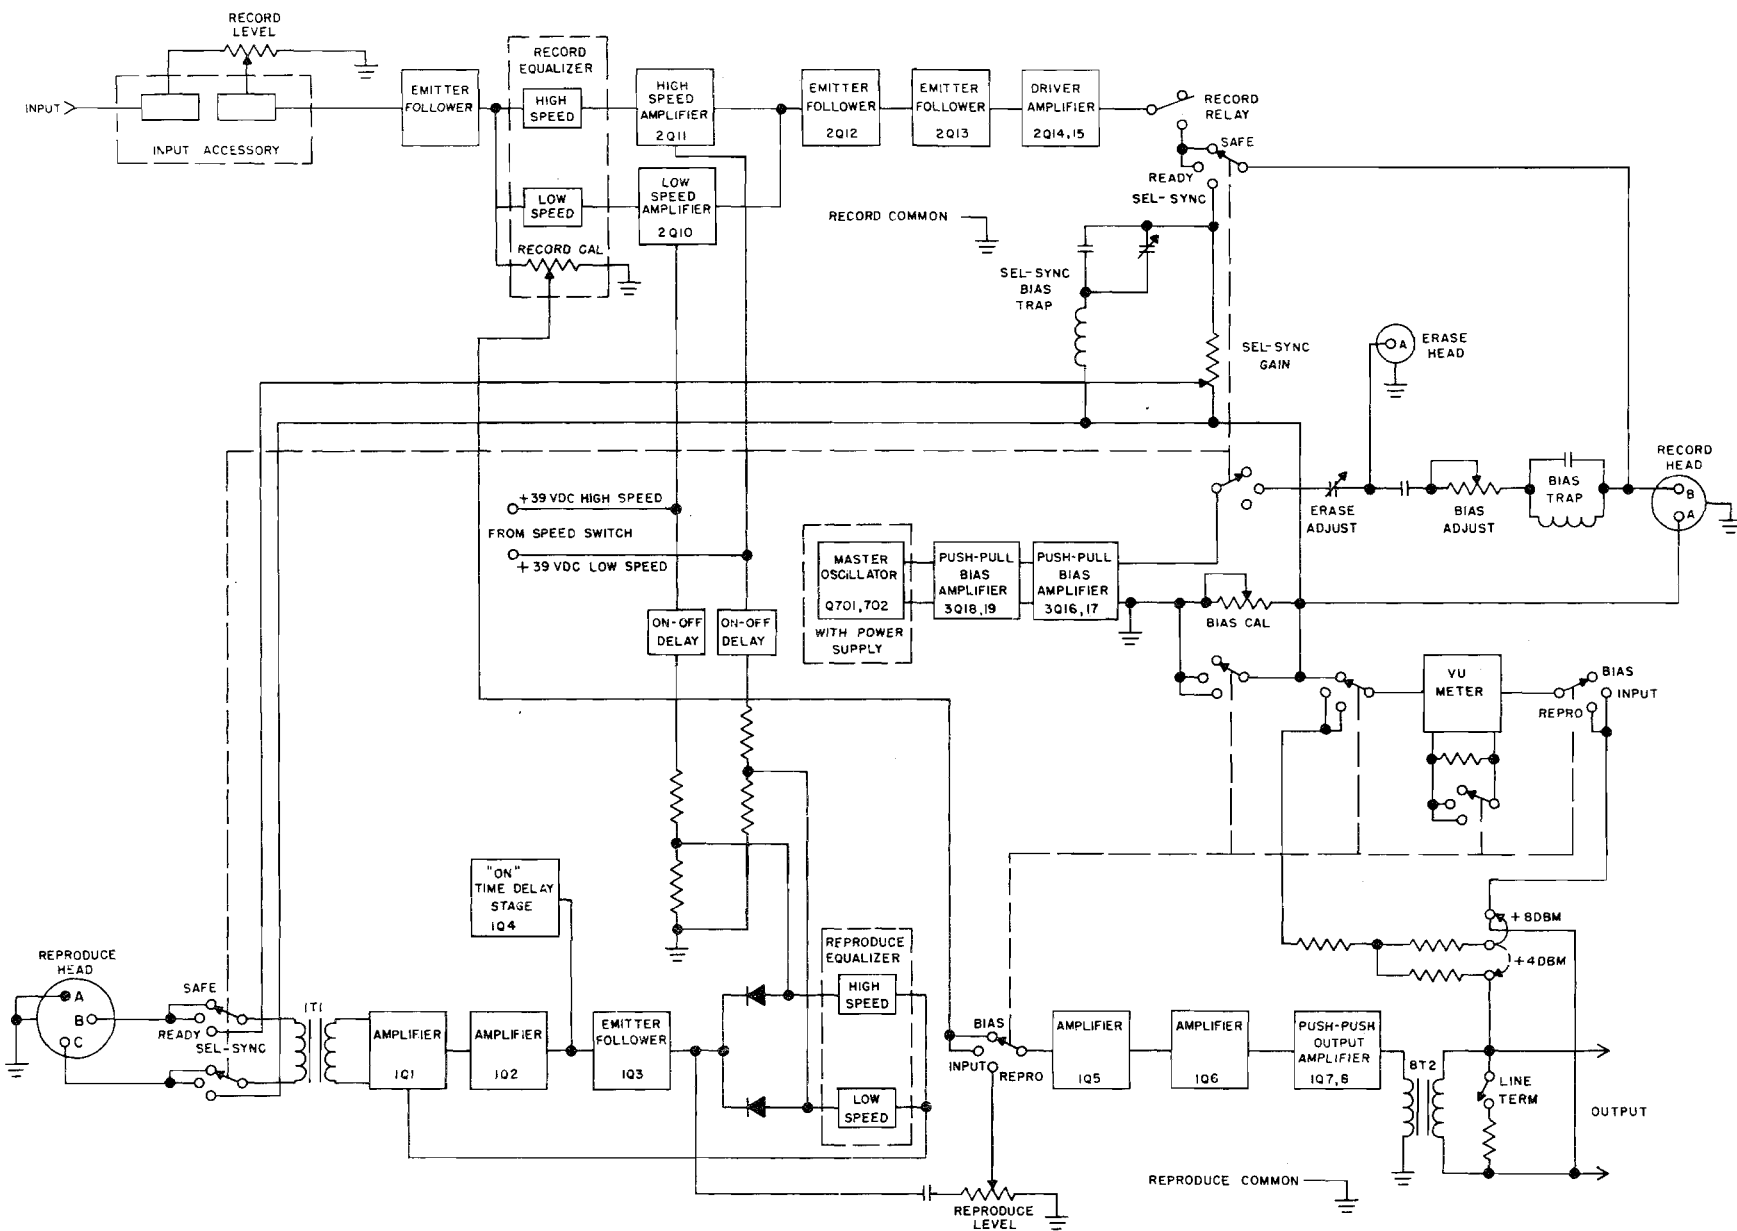 RECORD
LEVEL
INPUT
INPUT ACCESSORY
EMITTER
FOLLOWER
RECORD
EQUALIZER
HIGH
SPEED
LOW
SPEED
RECORD CAL
HIGH
SPEED
AMPLIFIER
2Q11
LOW
SPEED
AMPLIFIER
2Q10
EMITTER
FOLLOWER
2Q12
EMITTER
FOLLOWER
2Q13
DRIVER
AMPLIFIER
2Q14,15
RECORD
RELAY
SAFE
READY
SEL-SYNC
RECORD COMMON
SEL-SYNC
BIAS
TRAP
SEL-SYNC
GAIN
A
ERASE
HEAD
RECORD
HEAD
B
A
BIAS
TRAP
ERASE
ADJUST
BIAS
ADJUST
+39 VDC HIGH SPEED
FROM SPEED SWITCH
+39 VDC LOW SPEED
MASTER
OSCILLATOR
Q701,702
WITH POWER
SUPPLY
PUSH-PULL
BIAS
AMPLIFIER
3Q18,19
PUSH-PULL
BIAS
AMPLIFIER
3Q16,17
BIAS CAL
ON-OFF
DELAY
ON-OFF
DELAY
VU
METER
BIAS
INPUT
REPRO
"ON"
TIME DELAY
STAGE
1Q4
+8DBM
+4DBM
REPRODUCE
HEAD
A
B
C
SAFE
READY
SEL-SYNC
1T1
AMPLIFIER
1Q1
AMPLIFIER
1Q2
EMITTER
FOLLOWER
1Q3
REPRODUCE
EQUALIZER
HIGH
SPEED
LOW
SPEED
BIAS
INPUT
REPRO
AMPLIFIER
1Q5
AMPLIFIER
1Q6
PUSH-PUSH
OUTPUT
AMPLIFIER
1Q7,8
8T2
LINE
TERM
OUTPUT
REPRODUCE
LEVEL
REPRODUCE COMMON